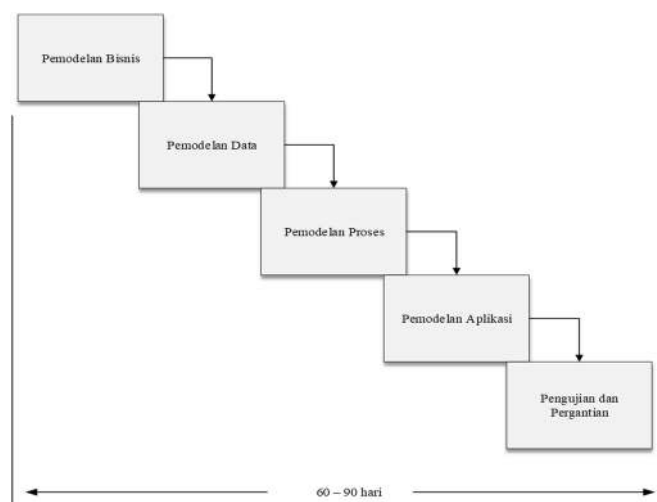 Pemodelan Bisnis
Pemodelan Data
Pemodelan Proses
Pemodelan Aplikasi
Pengujian dan
Pergantian
60 – 90 hari